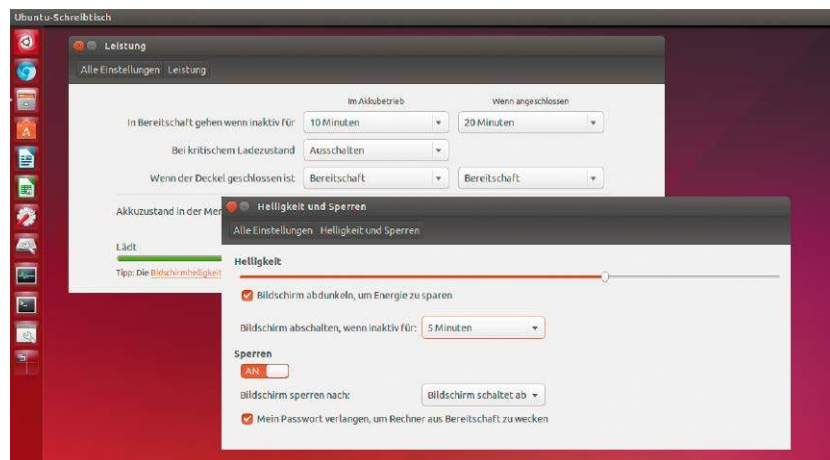 Ubuntu-Schreibtisch
Leistung
Alle Einstellungen Leistung
Im Akkubetrieb Wenn angeschlossen
In Bereitschaft gehen wenn inaktiv für 10 Minuten 20 Minuten
Bei kritischem Ladezustand Ausschalten
Wenn der Deckel geschlossen ist Bereitschaft Bereitschaft
Akkuzustand in der Mer
Lädt
Tipp: Die Bildschirmhelligkeit
Helligkeit und Sperren
Alle Einstellungen Helligkeit und Sperren
Helligkeit
Bildschirm abdunkeln, um Energie zu sparen
Bildschirm abschalten, wenn inaktiv für: 5 Minuten
Sperren
AN
Bildschirm sperren nach: Bildschirm schaltet ab
Mein Passwort verlangen, um Rechner aus Bereitschaft zu wecken